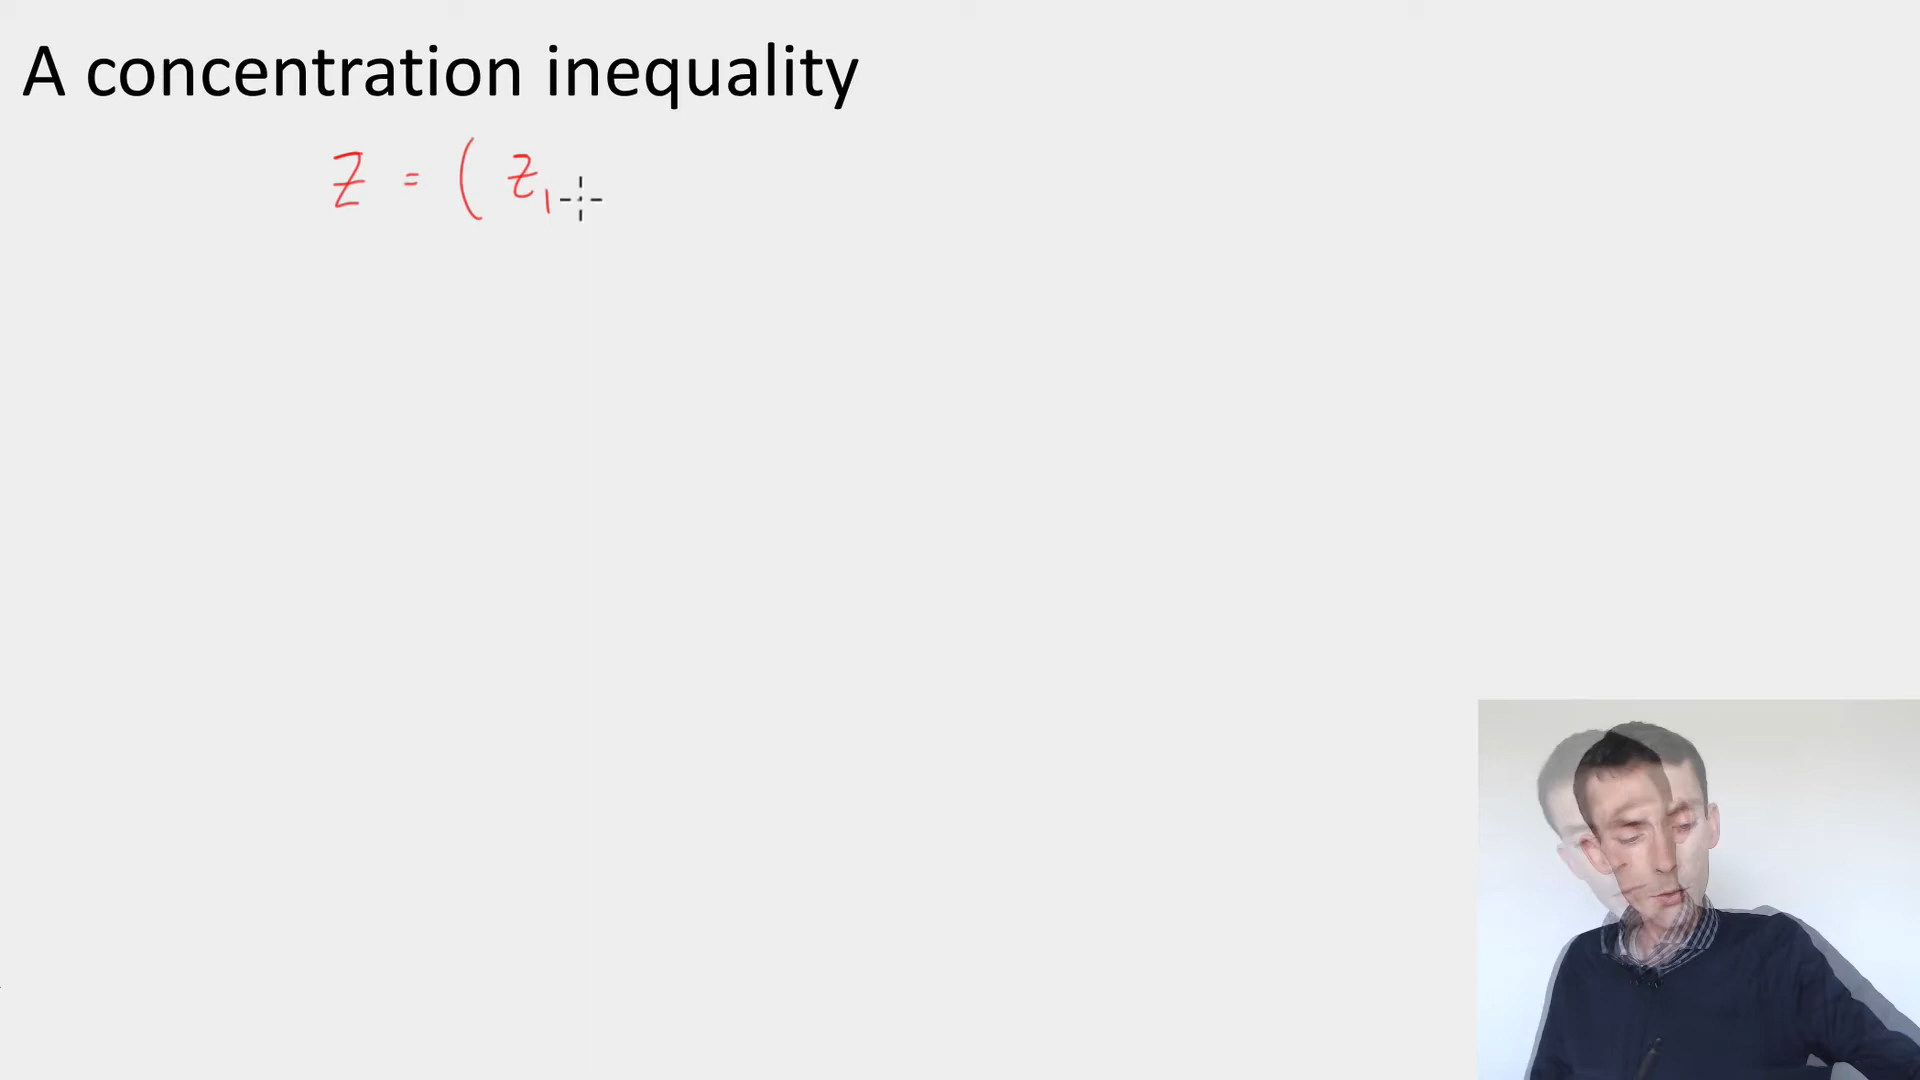 A concentration inequality
Z = ( Z₁